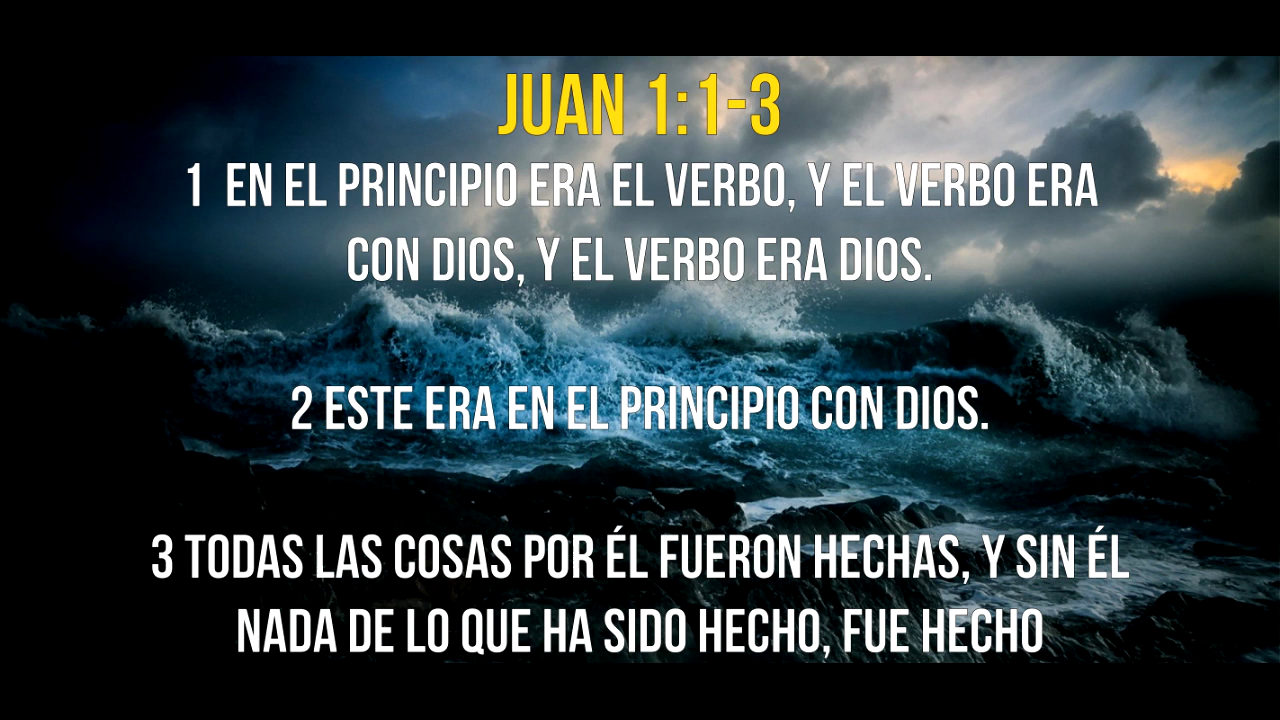 JUAN 1:1-3
1 EN EL PRINCIPIO ERA EL VERBO, Y EL VERBO ERA
CON DIOS, Y EL VERBO ERA DIOS.
2 ESTE ERA EN EL PRINCIPIO CON DIOS.
3 TODAS LAS COSAS POR ÉL FUERON HECHAS, Y SIN ÉL
NADA DE LO QUE HA SIDO HECHO, FUE HECHO